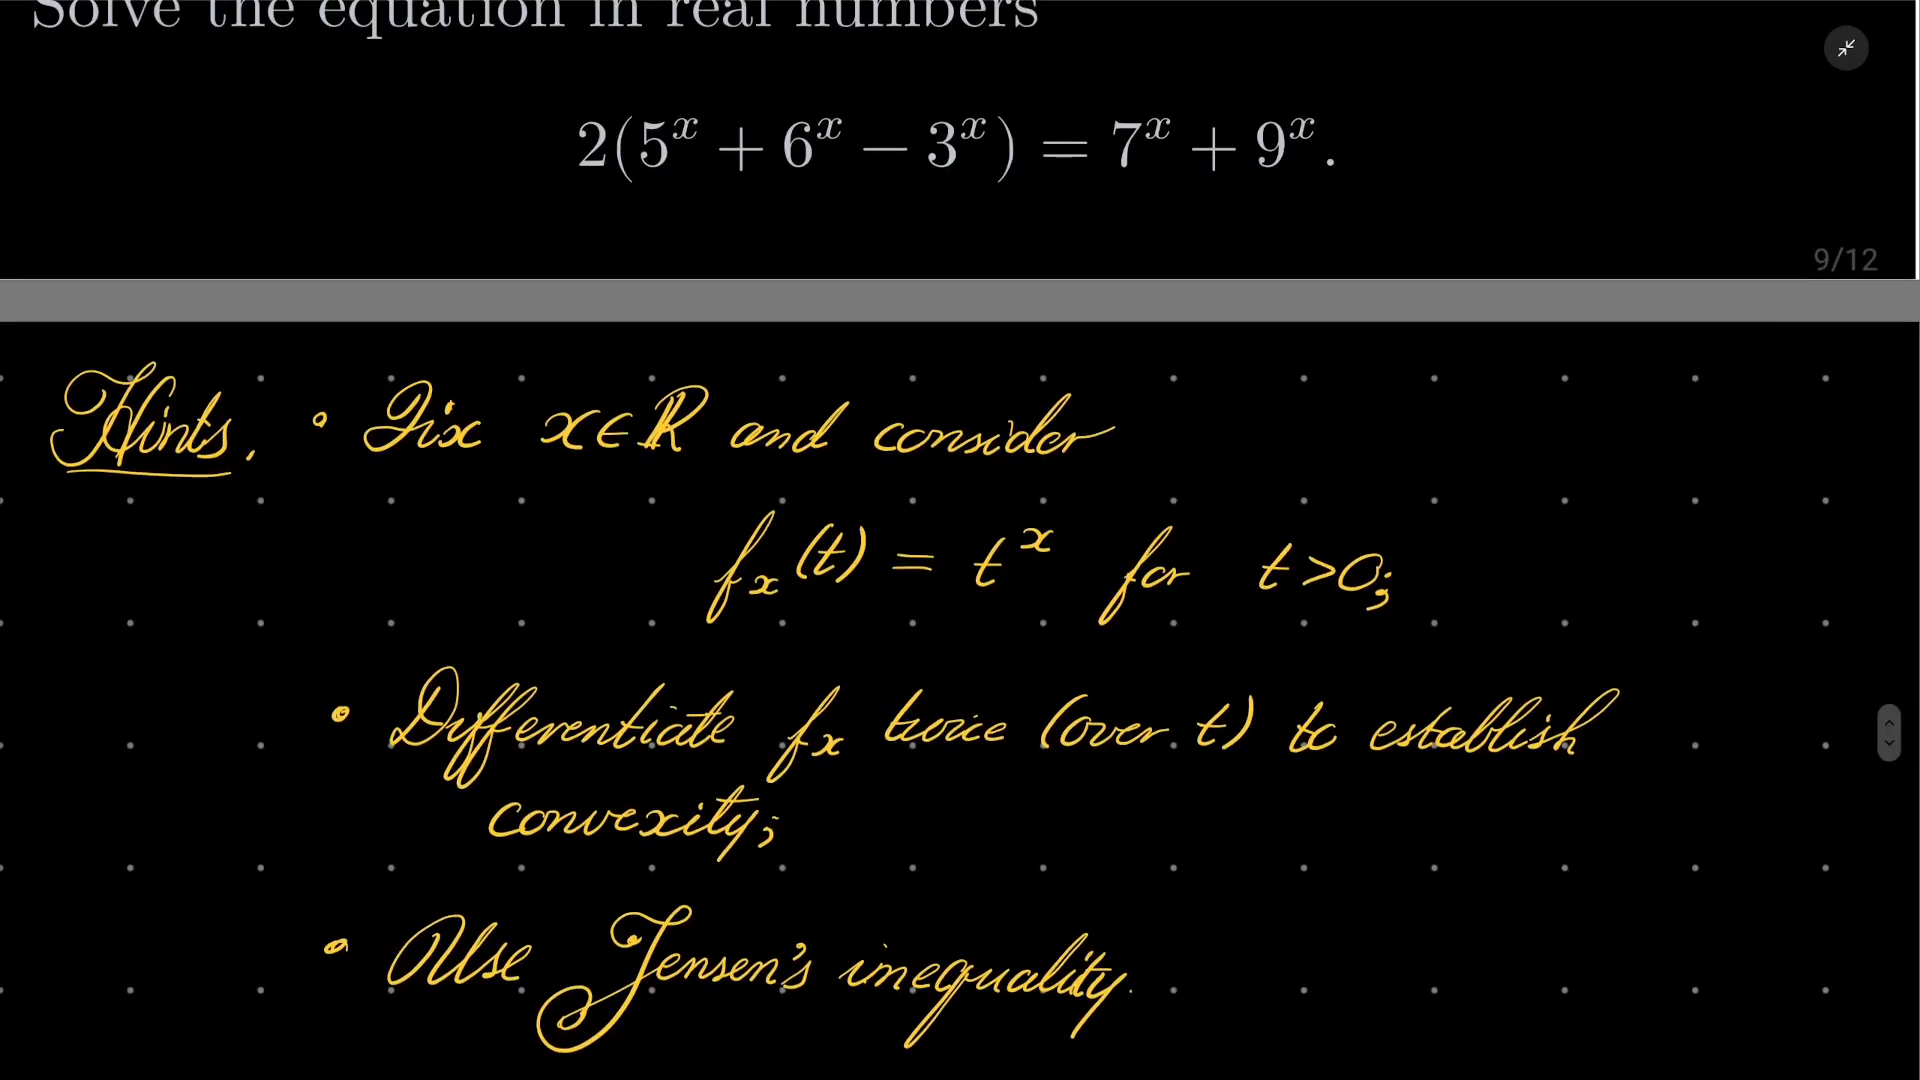 Solve the equation in real numbers
2(5^x + 6^x − 3^x) = 7^x + 9^x.
9/12
Hints. • Fix x∈ℝ and consider
f_x(t) = t^x for t>0;
• Differentiate f_x twice (over t) to establish
convexity;
• Use Jensen's inequality.